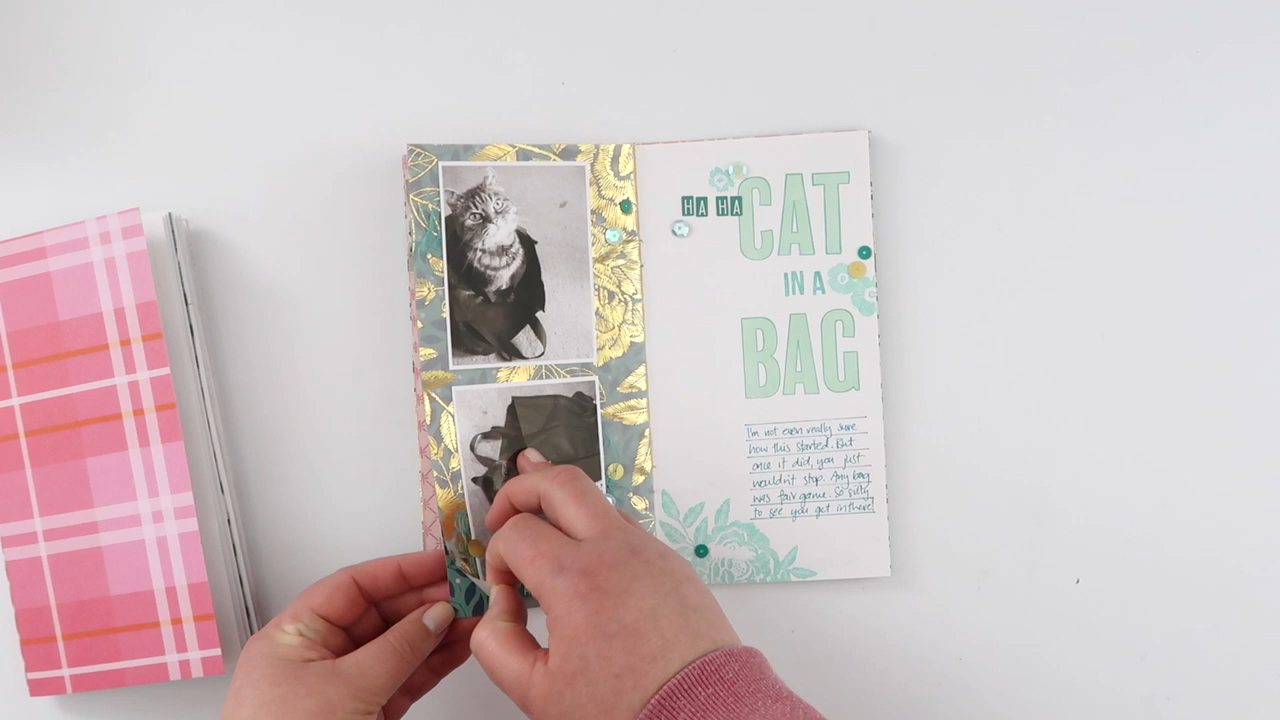 HA HA
CAT
IN A
BAG
I'm not even really sure
how this started. But
once it did, you just
wouldn't stop. Any bag
was fair game. So silly
to see you get in there!